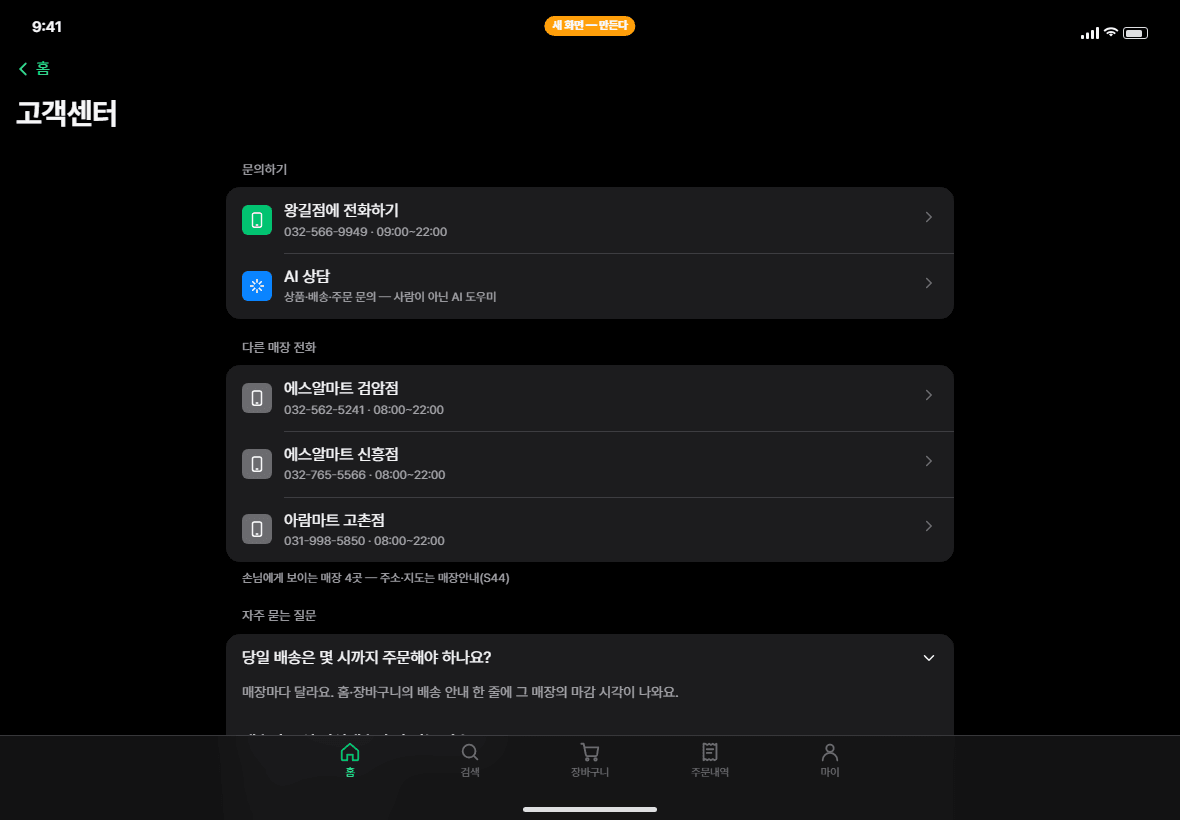 9:41
새 화면 — 만든다
홈
고객센터
문의하기
왕길점에 전화하기
032-566-9949 · 09:00~22:00
AI 상담
상품·배송·주문 문의 — 사람이 아닌 AI 도우미
다른 매장 전화
에스알마트 검암점
032-562-5241 · 08:00~22:00
에스알마트 신흥점
032-765-5566 · 08:00~22:00
아람마트 고촌점
031-998-5850 · 08:00~22:00
손님에게 보이는 매장 4곳 — 주소·지도는 매장안내(S44)
자주 묻는 질문
당일 배송은 몇 시까지 주문해야 하나요?
매장마다 달라요. 홈·장바구니의 배송 안내 한 줄에 그 매장의 마감 시각이 나와요.
홈
검색
장바구니
주문내역
마이